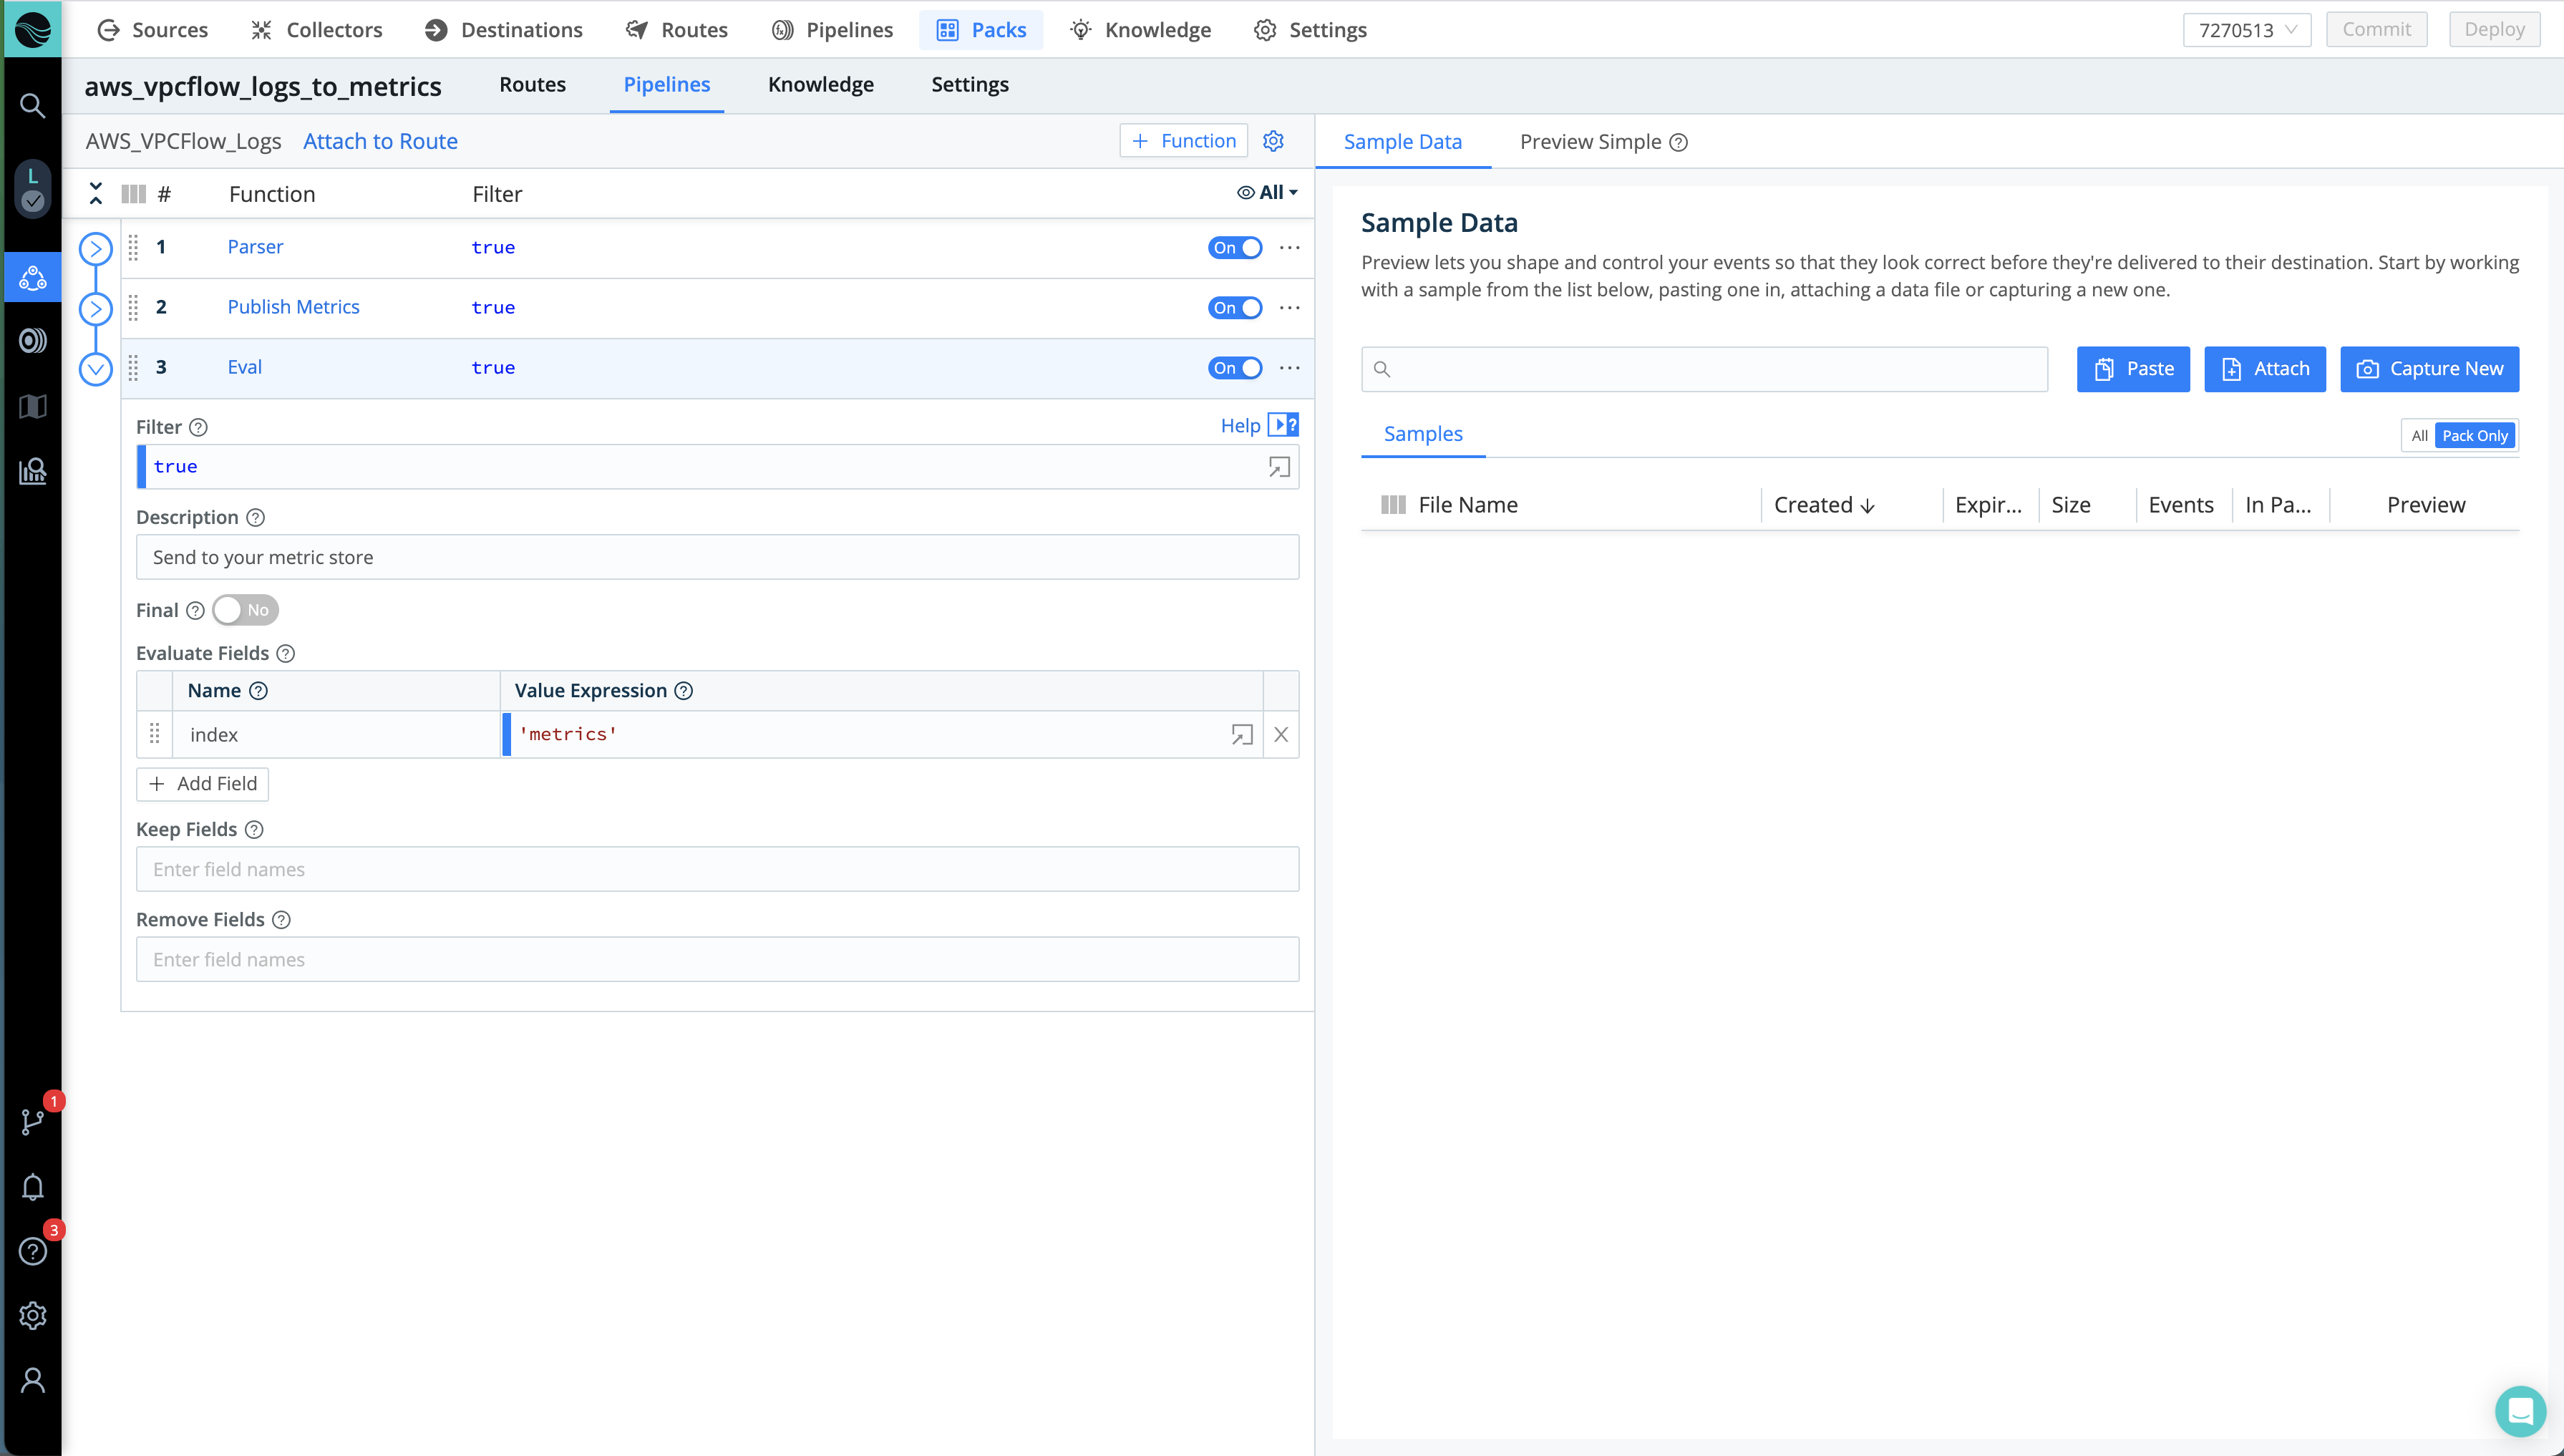 Sources Collectors Destinations Routes Pipelines Packs Knowledge Settings 7270513 Commit Deploy
aws_vpcflow_logs_to_metrics Routes Pipelines Knowledge Settings
AWS_VPCFlow_Logs Attach to Route + Function
# Function Filter All
1 Parser true On ...
2 Publish Metrics true On ...
3 Eval true On ...
Filter ? Help ?
true
Description ?
Send to your metric store
Final ? No
Evaluate Fields ?
Name ? Value Expression ?
index 'metrics'
+ Add Field
Keep Fields ?
Enter field names
Remove Fields ?
Enter field names
Sample Data Preview Simple ?
Sample Data
Preview lets you shape and control your events so that they look correct before they're delivered to their destination. Start by working
with a sample from the list below, pasting one in, attaching a data file or capturing a new one.
Paste Attach Capture New
Samples All Pack Only
File Name Created ↓ Expir... Size Events In Pa... Preview
L
1
3
?